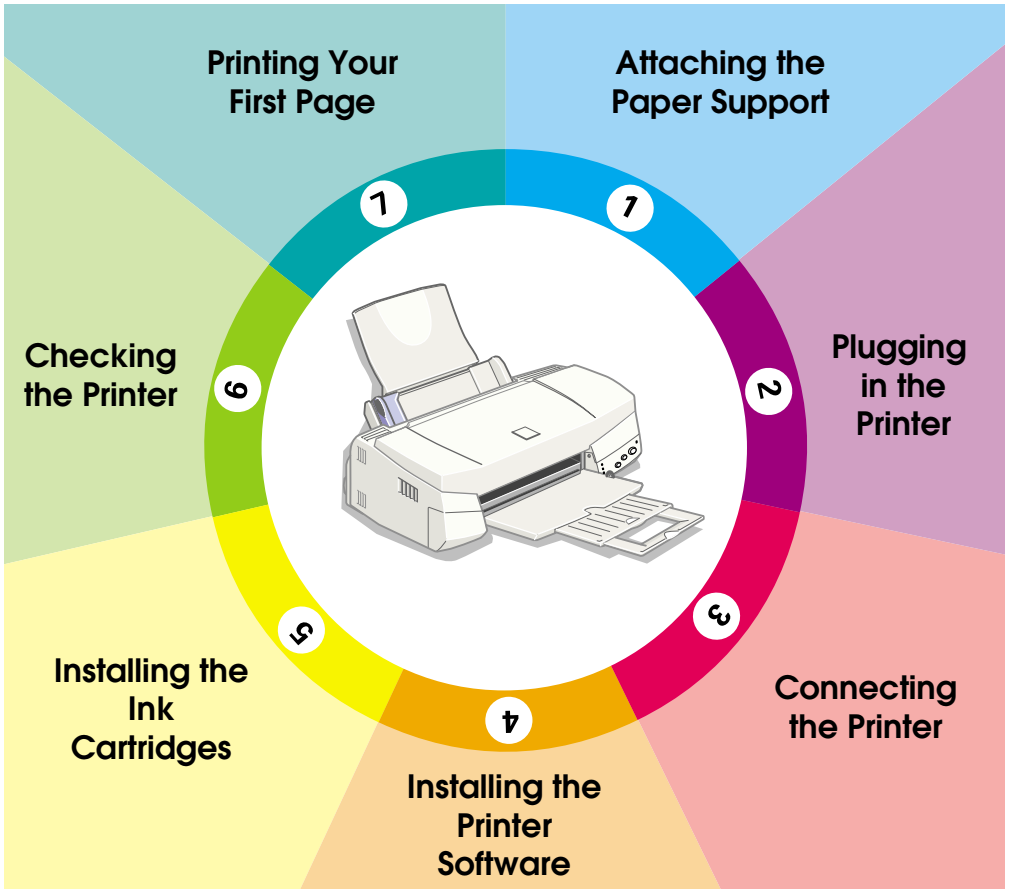 1
Attaching the
Paper Support
2
Plugging
in the
Printer
3
Connecting
the Printer
4
Installing the
Printer
Software
5
Installing the
Ink
Cartridges
6
Checking
the Printer
7
Printing Your
First Page